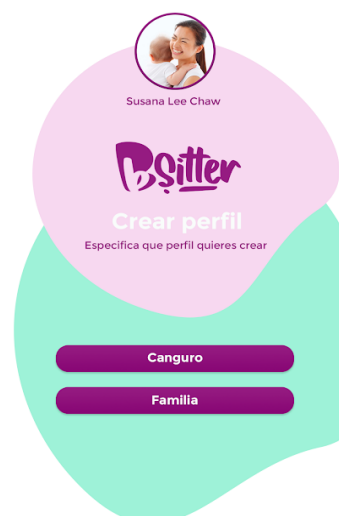 Susana Lee Chaw
BSitter
Crear perfil
Especifica que perfil quieres crear
Canguro
Familia